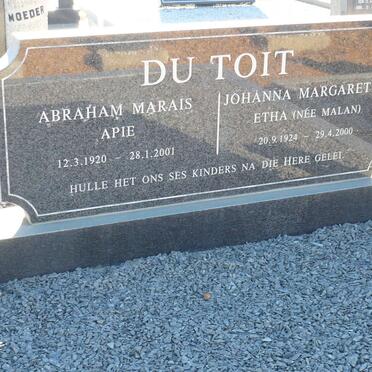 MOEDER
DU TOIT
ABRAHAM MARAIS
APIE
12.3.1920 – 28.1.2001
JOHANNA MARGARET
ETHA (NÉE MALAN)
20.9.1924 – 29.4.2000
HULLE HET ONS SES KINDERS NA DIE HERE GELEI.